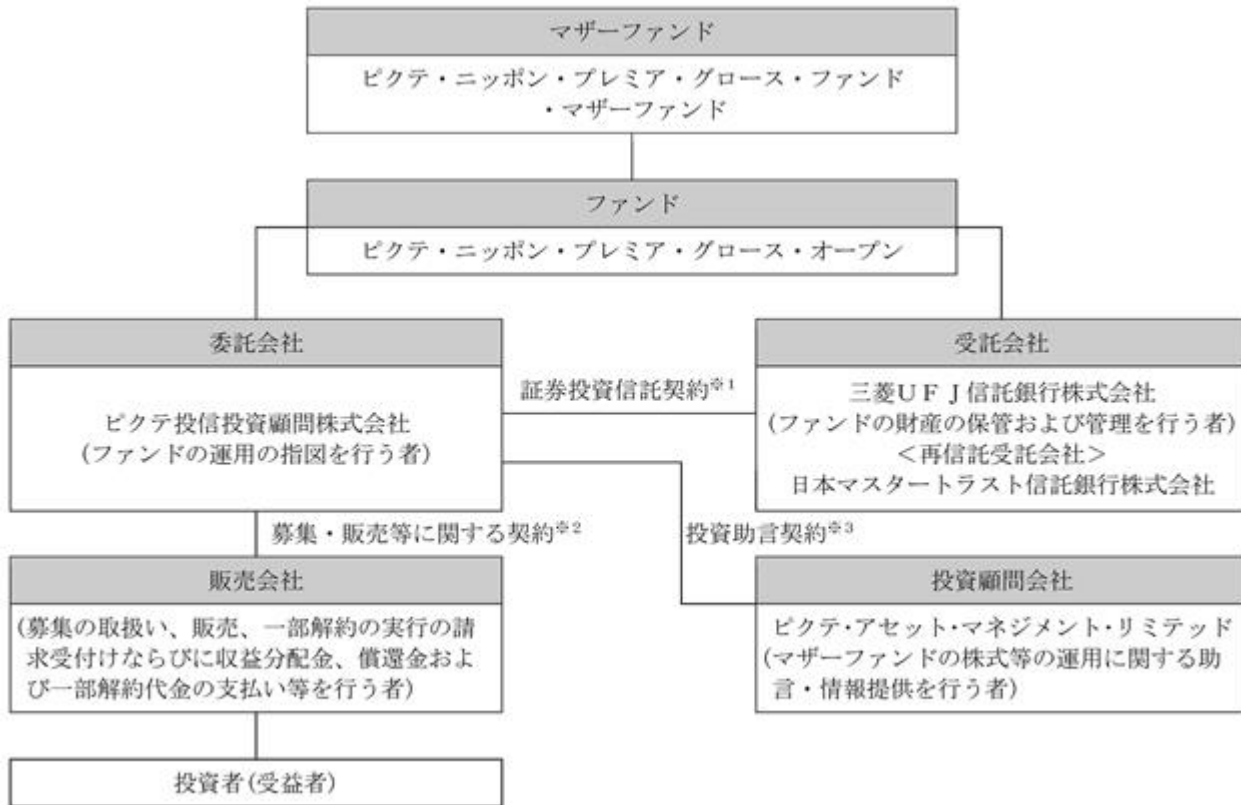 マザーファンド
ピクテ・ニッポン・プレミア・グロース・ファンド
・マザーファンド
ファンド
ピクテ・ニッポン・プレミア・グロース・オープン
委託会社
ピクテ投信投資顧問株式会社
(ファンドの運用の指図を行う者)
証券投資信託契約※1
受託会社
三菱UFJ信託銀行株式会社
(ファンドの財産の保管および管理を行う者)
<再信託受託会社>
日本マスタートラスト信託銀行株式会社
募集・販売等に関する契約※2
投資助言契約※3
販売会社
(募集の取扱い、販売、一部解約の実行の請
求受付けならびに収益分配金、償還金およ
び一部解約代金の支払い等を行う者)
投資顧問会社
ピクテ・アセット・マネジメント・リミテッド
(マザーファンドの株式等の運用に関する助
言・情報提供を行う者)
投資者(受益者)